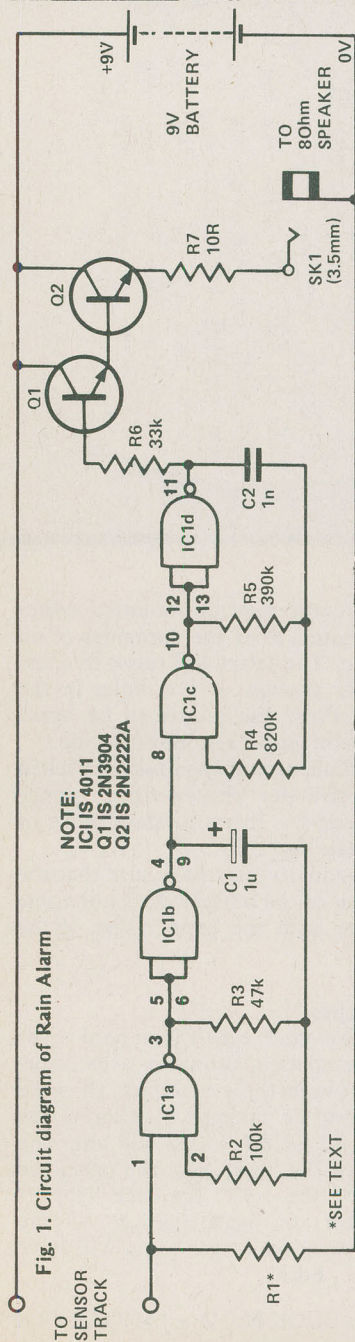 Fig. 1. Circuit diagram of Rain Alarm
TO
SENSOR
TRACK
NOTE:
ICI IS 4011
Q1 IS 2N3904
Q2 IS 2N2222A
R1*
*SEE TEXT
1
2
R2
100k
IC1a
3
R3
47k
5
6
IC1b
4
9
+
C1
1u
8
R4
820k
IC1c
10
R5
390k
12
13
IC1d
11
C2
1n
R6
33k
Q1
Q2
R7
10R
SK1
(3.5mm)
TO
8Ohm
SPEAKER
+9V
9V
BATTERY
0V